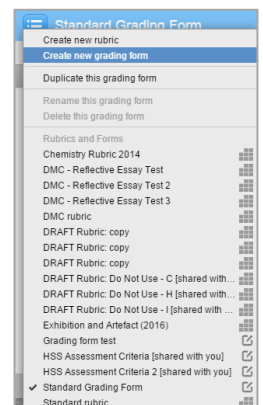 Standard Grading Form
Create new rubric
Create new grading form
Duplicate this grading form
Rename this grading form
Delete this grading form
Rubrics and Forms
Chemistry Rubric 2014
DMC - Reflective Essay Test
DMC - Reflective Essay Test 2
DMC - Reflective Essay Test 3
DMC rubric
DRAFT Rubric: copy
DRAFT Rubric: copy
DRAFT Rubric: copy
DRAFT Rubric: Do Not Use - C [shared with...
DRAFT Rubric: Do Not Use - H [shared with...
DRAFT Rubric: Do Not Use - I [shared with ...
Exhibition and Artefact (2016)
Grading form test
HSS Assessment Criteria [shared with you]
HSS Assessment Criteria 2 [shared with you]
Standard Grading Form
Standard rubric